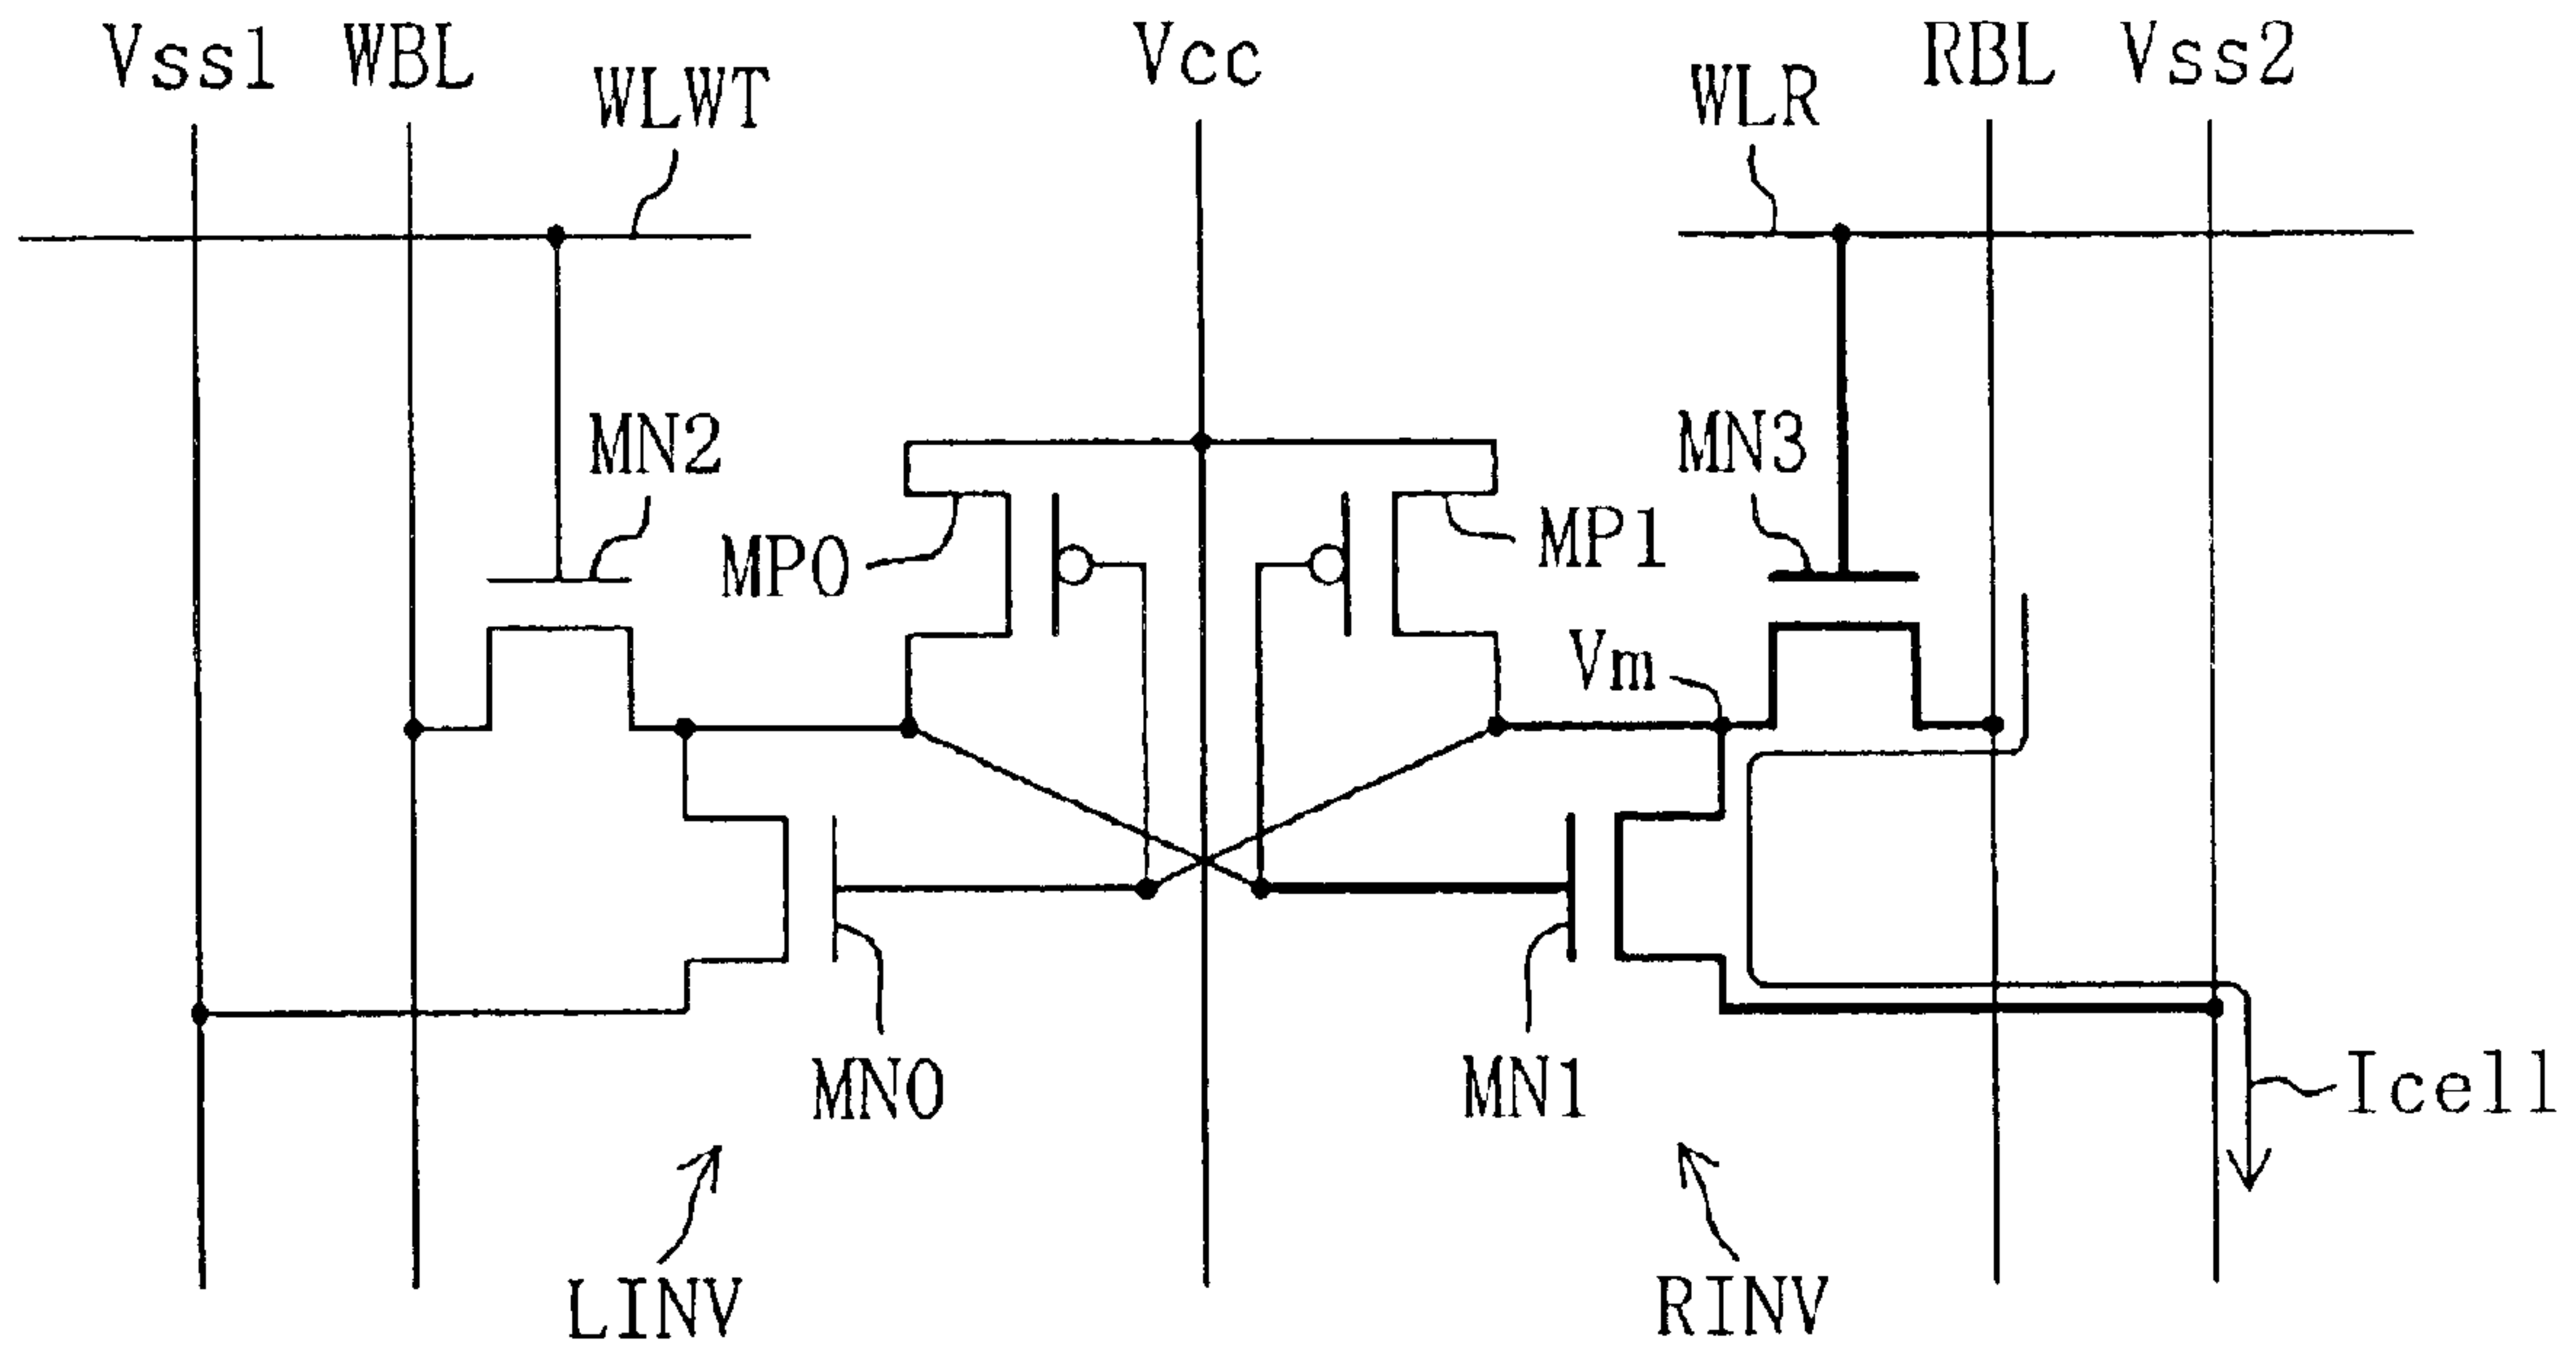 Vss1 WBL Vcc RBL Vss2
WLWT WLR
MN2 MN3
MP0 MP1
Vm
MN0 MN1 Icell
LINV RINV